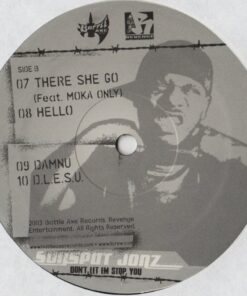 SIDE B
07 THERE SHE GO
(Feat. MOKA ONLY)
08 HELLO
09 DAMNU
10 D.L.E.S.U.
2003 Battle Axe Records Revenge
Entertainment. All Rights Reserved.
SUNSPOT JONZ
DON'T LET EM STOP YOU